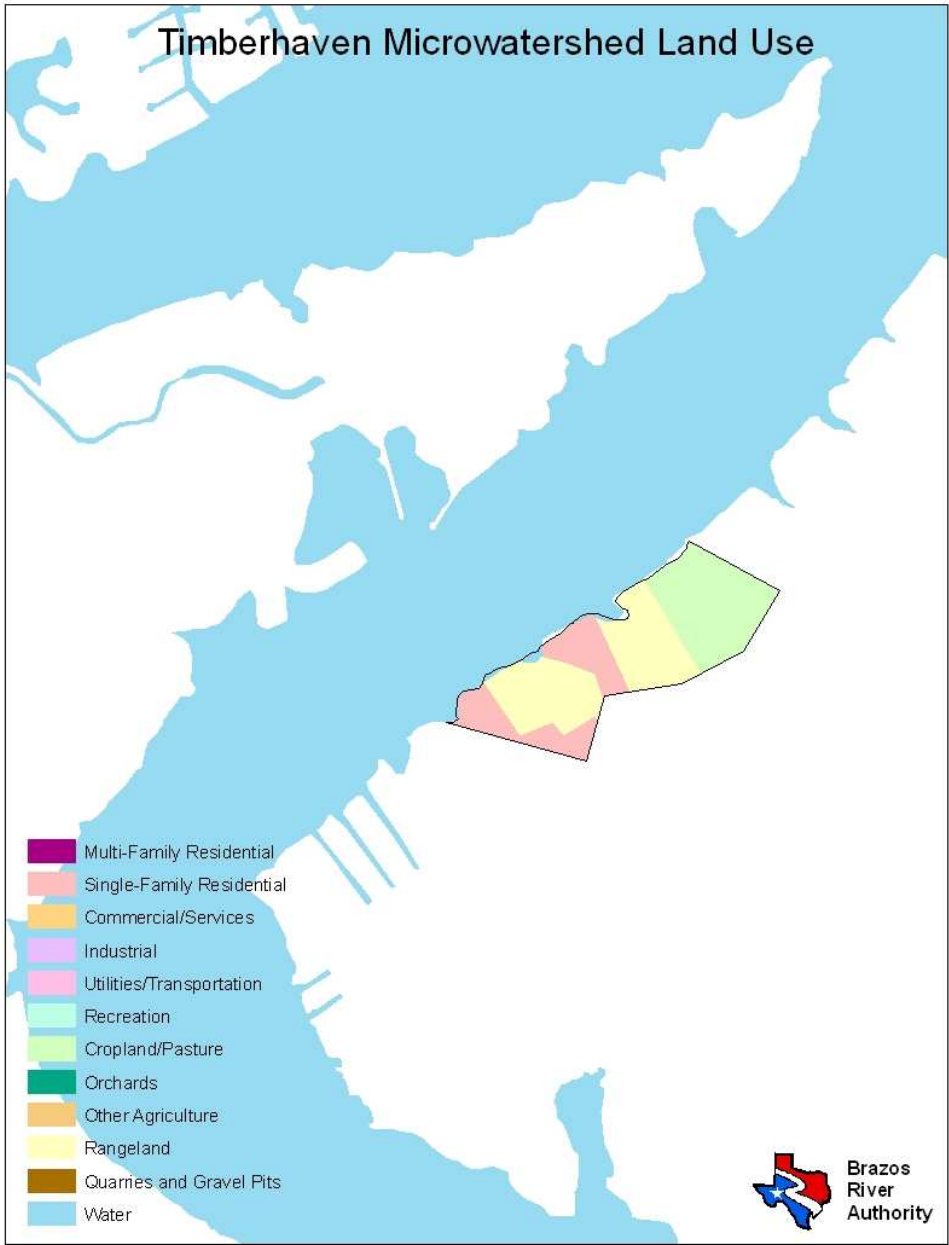 Timberhaven Microwatershed Land Use
Multi-Family Residential
Single-Family Residential
Commercial/Services
Industrial
Utilities/Transportation
Recreation
Cropland/Pasture
Orchards
Other Agriculture
Rangeland
Quarries and Gravel Pits
Water
Brazos
River
Authority